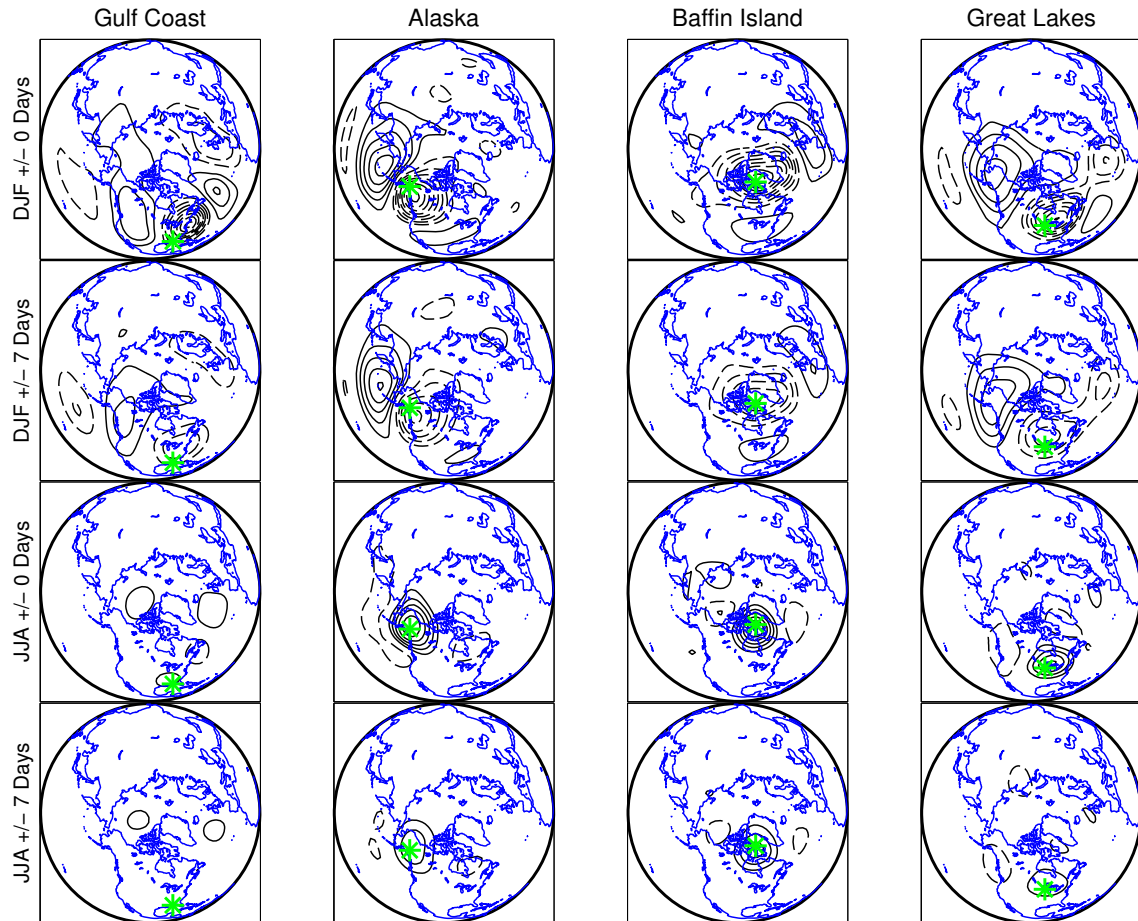 Gulf Coast
Alaska
Baffin Island
Great Lakes
DJF +/− 0 Days
DJF +/− 7 Days
JJA +/− 0 Days
JJA +/− 7 Days